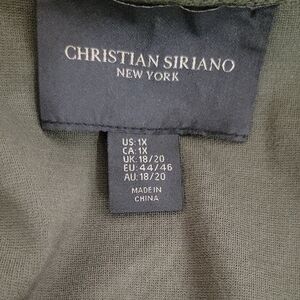 CHRISTIAN SIRIANO
NEW YORK
US: 1X
CA: 1X
UK: 18/20
EU: 44/46
AU: 18/20
MADE IN
CHINA